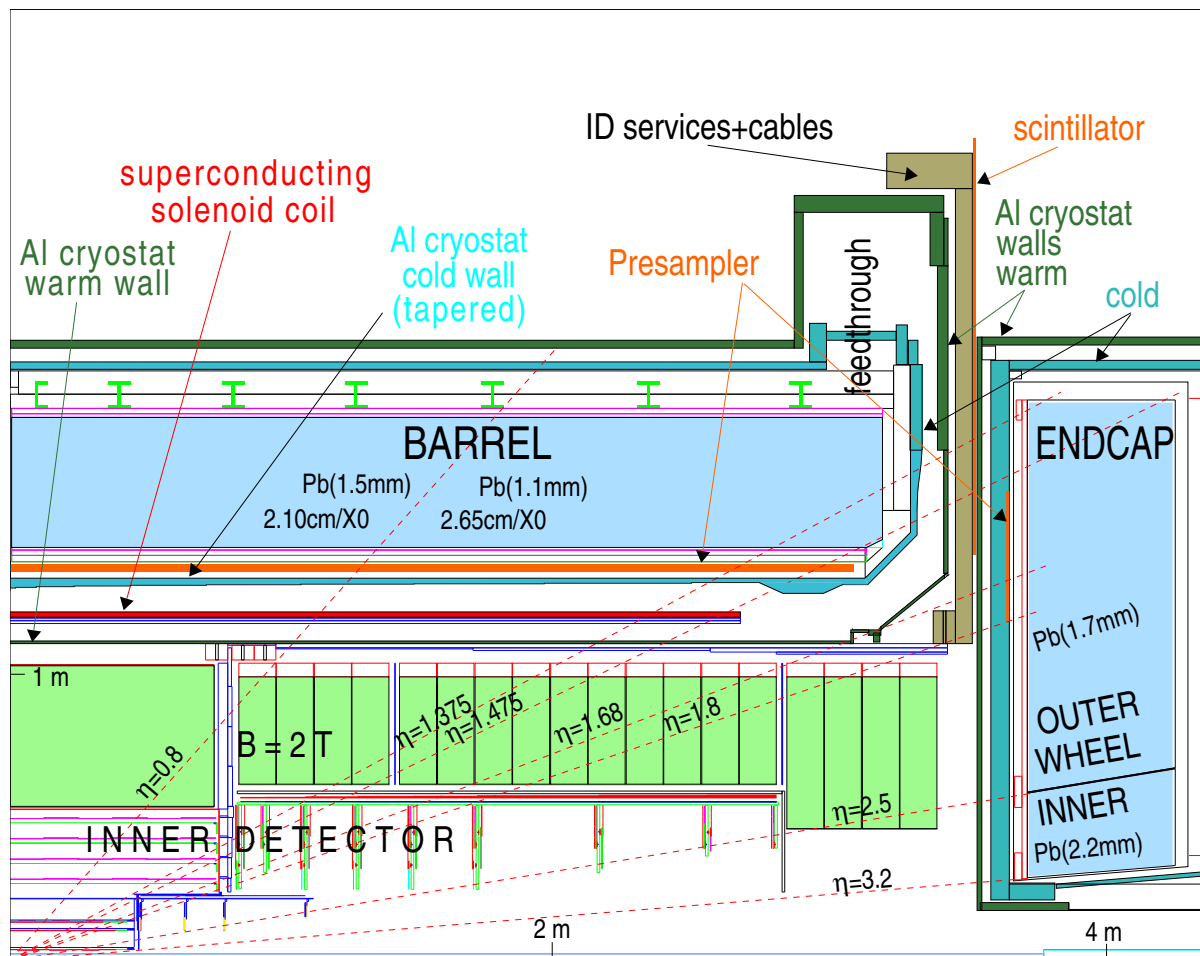 ID services+cables
scintillator
superconducting
solenoid coil
Al cryostat
warm wall
Al cryostat
cold wall
(tapered)
Presampler
feedthrough
Al cryostat
walls
warm
cold
BARREL
Pb(1.5mm)
Pb(1.1mm)
2.10cm/X0
2.65cm/X0
ENDCAP
Pb(1.7mm)
OUTER
WHEEL
INNER
Pb(2.2mm)
1 m
η=0.8
B = 2 T
η=1.375
η=1.475
η=1.68
η=1.8
η=2.5
η=3.2
INNER DETECTOR
2 m
4 m